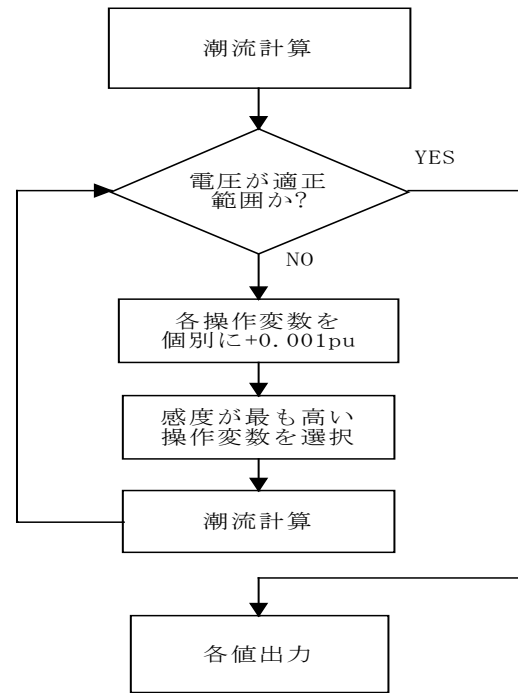 潮流計算
電圧が適正
範囲か?
YES
NO
各操作変数を
個別に+0.001pu
感度が最も高い
操作変数を選択
潮流計算
各値出力